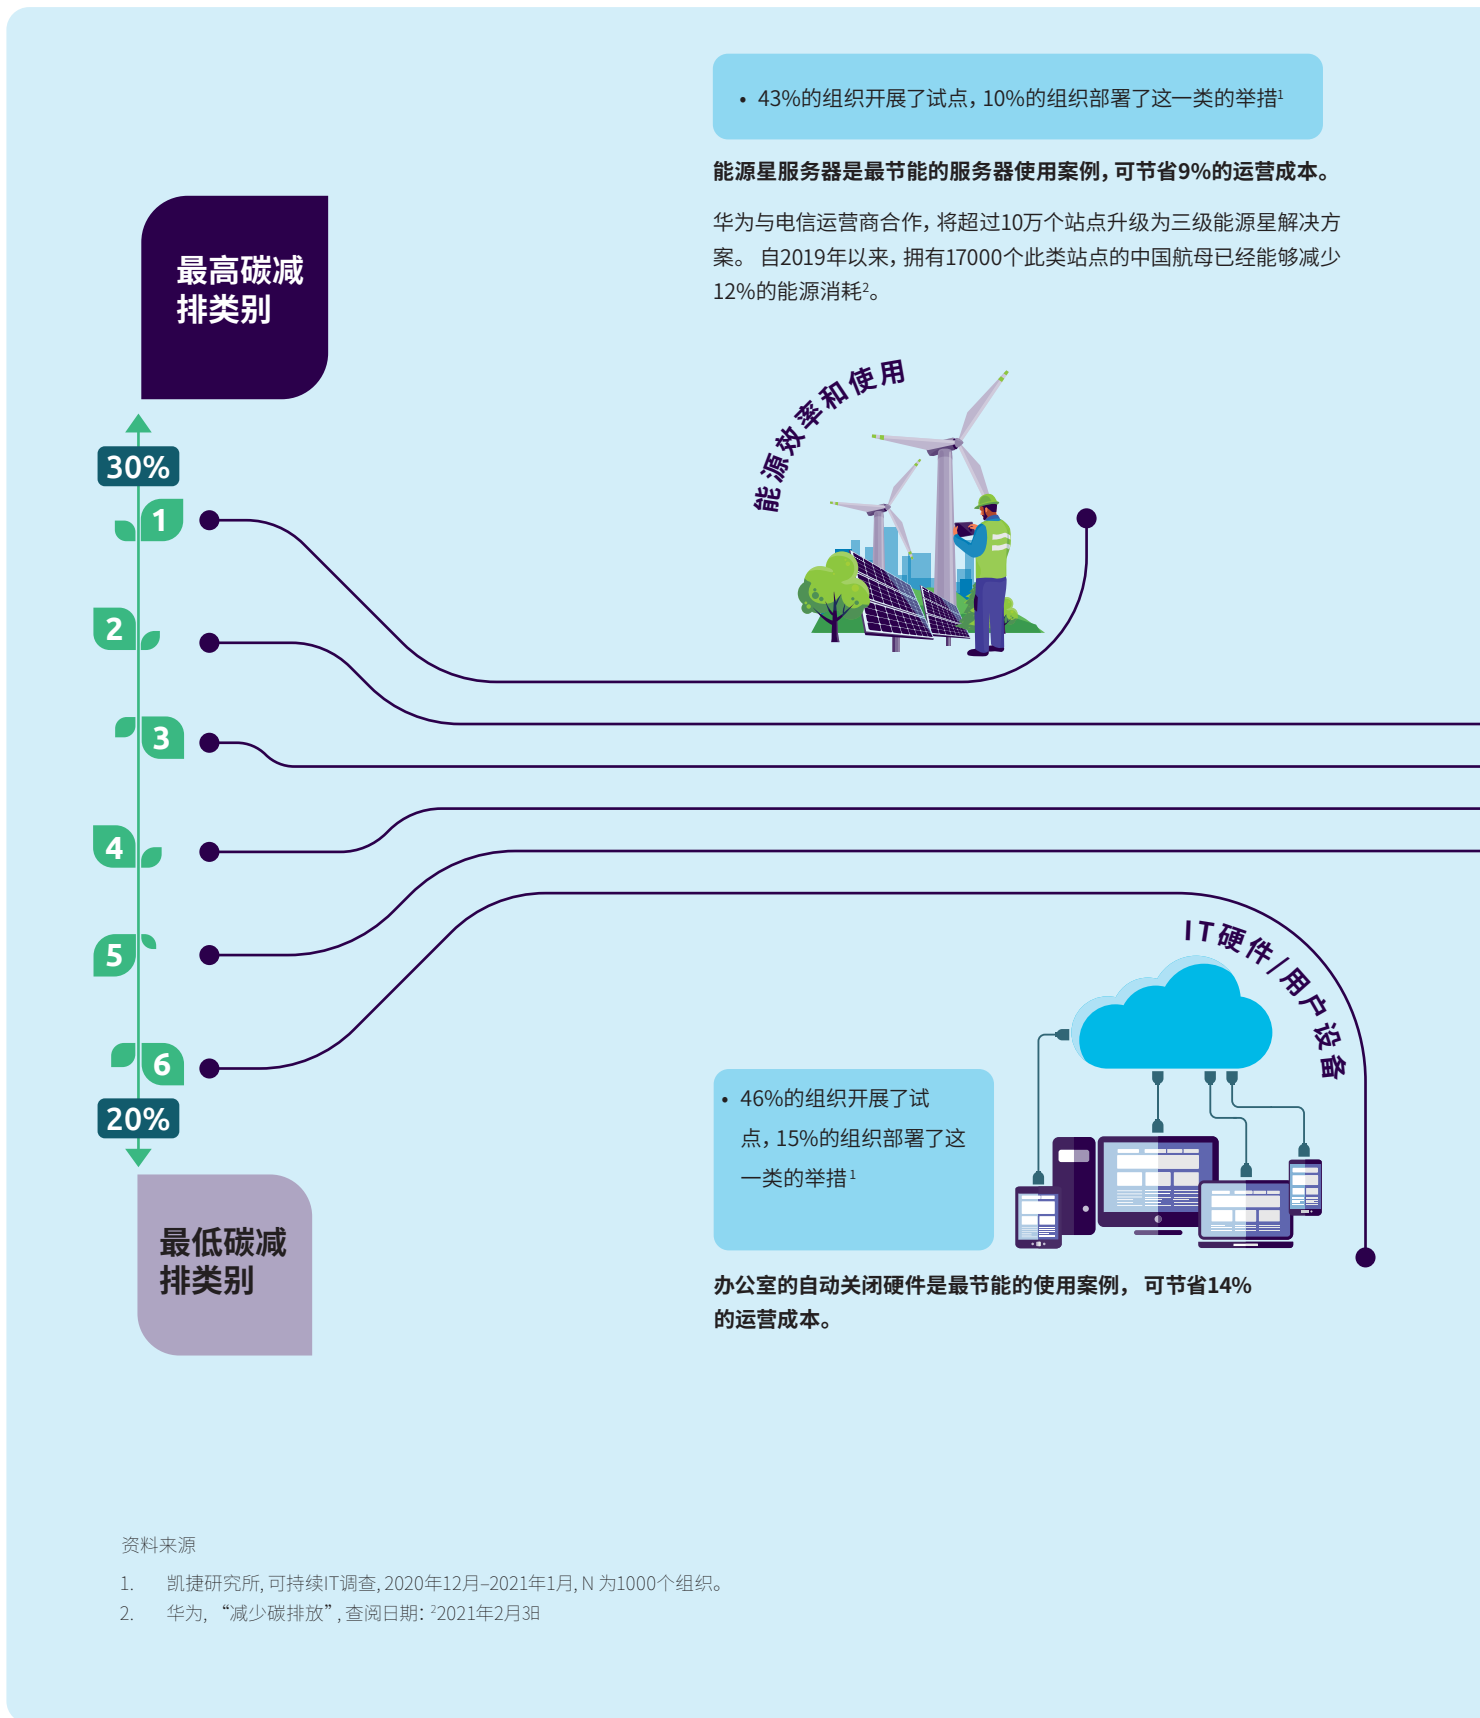 • 43%的组织开展了试点，10%的组织部署了这一类的举措1
能源星服务器是最节能的服务器使用案例，可节省9%的运营成本。
华为与电信运营商合作，将超过10万个站点升级为三级能源星解决方
案。 自2019年以来，拥有17000个此类站点的中国航母已经能够减少
12%的能源消耗2。
最高碳减
排类别
能源效率和使用
30%
1
2
3
4
5
6
20%
最低碳减
排类别
IT硬件/用户设备
• 46%的组织开展了试
点，15%的组织部署了这
一类的举措1
办公室的自动关闭硬件是最节能的使用案例， 可节省14%
的运营成本。
资料来源
1. 凯捷研究所, 可持续IT调查, 2020年12月–2021年1月, N 为1000个组织。
2. 华为, “减少碳排放”, 查阅日期：22021年2月3日